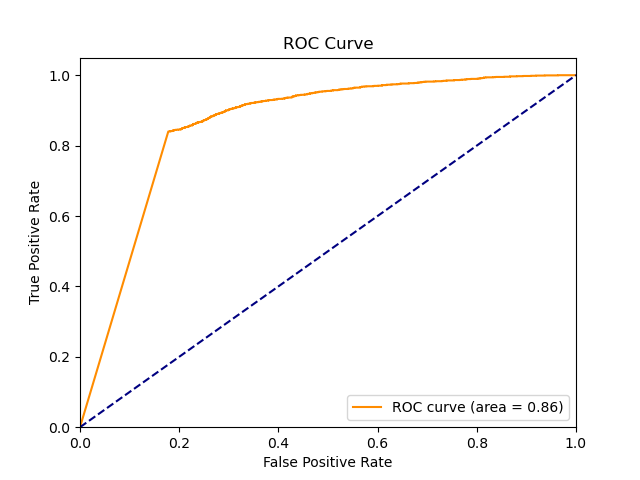 ROC Curve
True Positive Rate
1.0
0.8
0.6
0.4
0.2
0.0
ROC curve (area = 0.86)
0.0 0.2 0.4 0.6 0.8 1.0
False Positive Rate